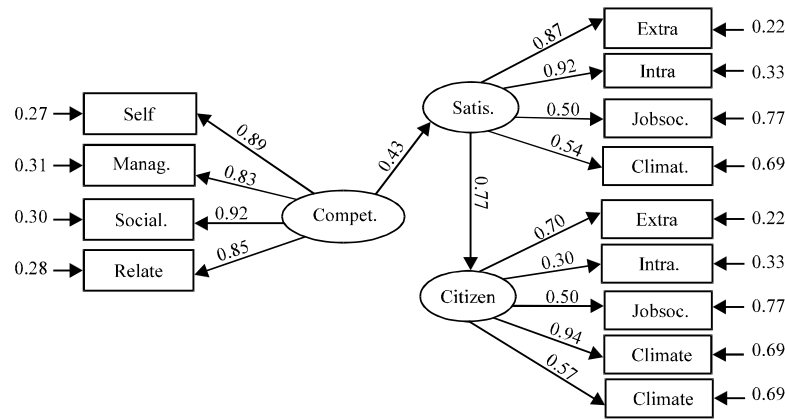 0.27
Self
0.31
Manag.
0.30
Social.
0.28
Relate
0.89
0.83
0.92
0.85
Compet.
0.43
Satis.
0.87
0.92
0.50
0.54
Extra
0.22
Intra
0.33
Jobsoc.
0.77
Climat.
0.69
0.77
Citizen
0.70
0.30
0.50
0.94
0.57
Extra
0.22
Intra.
0.33
Jobsoc.
0.77
Climate
0.69
Climate
0.69